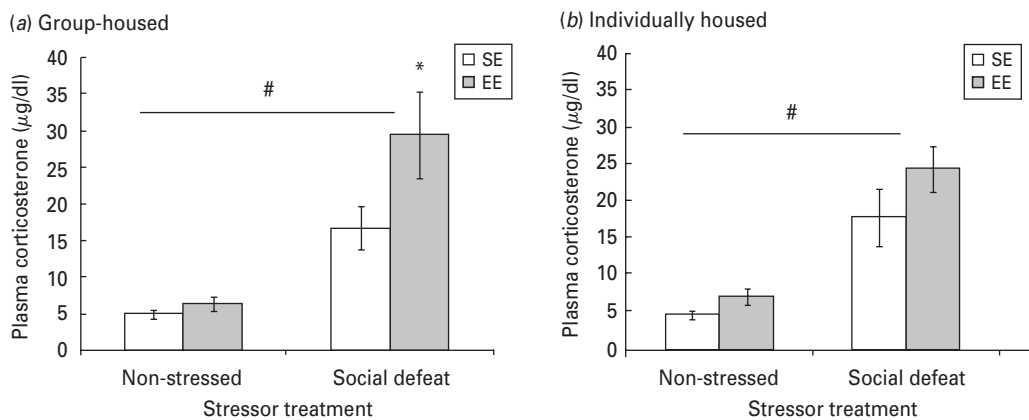 (a) Group-housed
40
35
30
25
20
15
10
5
0
Plasma corticosterone (μg/dl)
#
*
SE
EE
Non-stressed
Social defeat
Stressor treatment
(b) Individually housed
40
35
30
25
20
15
10
5
0
Plasma corticosterone (μg/dl)
#
SE
EE
Non-stressed
Social defeat
Stressor treatment